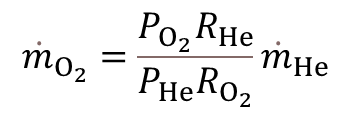 ṁ_O₂ = (P_O₂ R_He / P_He R_O₂) ṁ_He